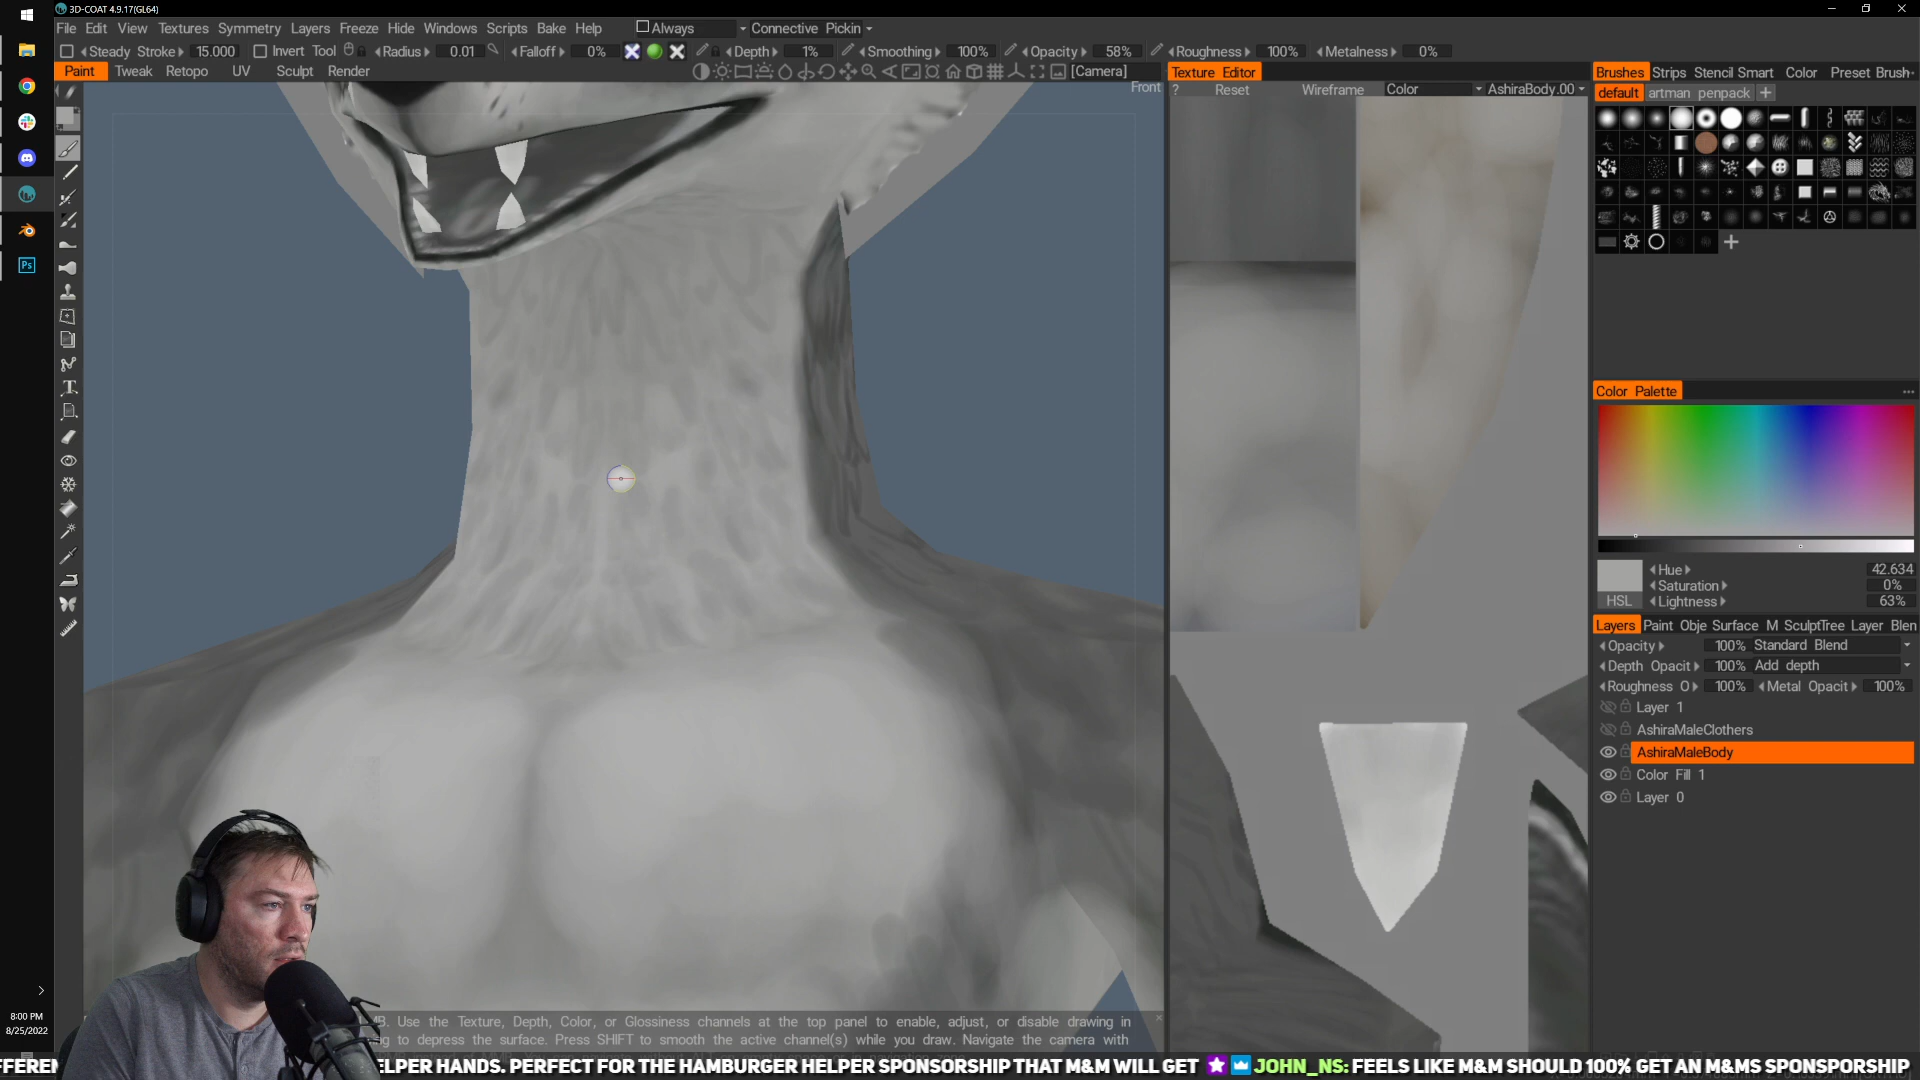 3D-COAT 4.9.17(GL64)
File Edit View Textures Symmetry Layers Freeze Hide Windows Scripts Bake Help Always Connective Pickin
Steady Stroke 15.000 Invert Tool Radius 0.01 Falloff 0% Depth 1% Smoothing 100% Opacity 58% Roughness 100% Metalness 0%
Paint Tweak Retopo UV Sculpt Render [Camera]
Front
Texture Editor
? Reset Wireframe Color AshiraBody.00
Brushes Strips Stencil Smart Color Preset Brush
default artman penpack
Color Palette
Hue 42.634
Saturation 0%
HSL Lightness 63%
Layers Paint Obje Surface M SculptTree Layer Blen
Opacity 100% Standard Blend
Depth Opacit 100% Add depth
Roughness O 100% Metal Opacit 100%
Layer 1
AshiraMaleClothers
AshiraMaleBody
Color Fill 1
Layer 0
Ps
8:00 PM
8/25/2022
MB. Use the Texture, Depth, Color, or Glossiness channels at the top panel to enable, adjust, or disable drawing in
g to depress the surface. Press SHIFT to smooth the active channel(s) while you draw. Navigate the camera with
FFEREN ELPER HANDS. PERFECT FOR THE HAMBURGER HELPER SPONSORSHIP THAT M&M WILL GET JOHN_NS: FEELS LIKE M&M SHOULD 100% GET AN M&MS SPONSPORSHIP